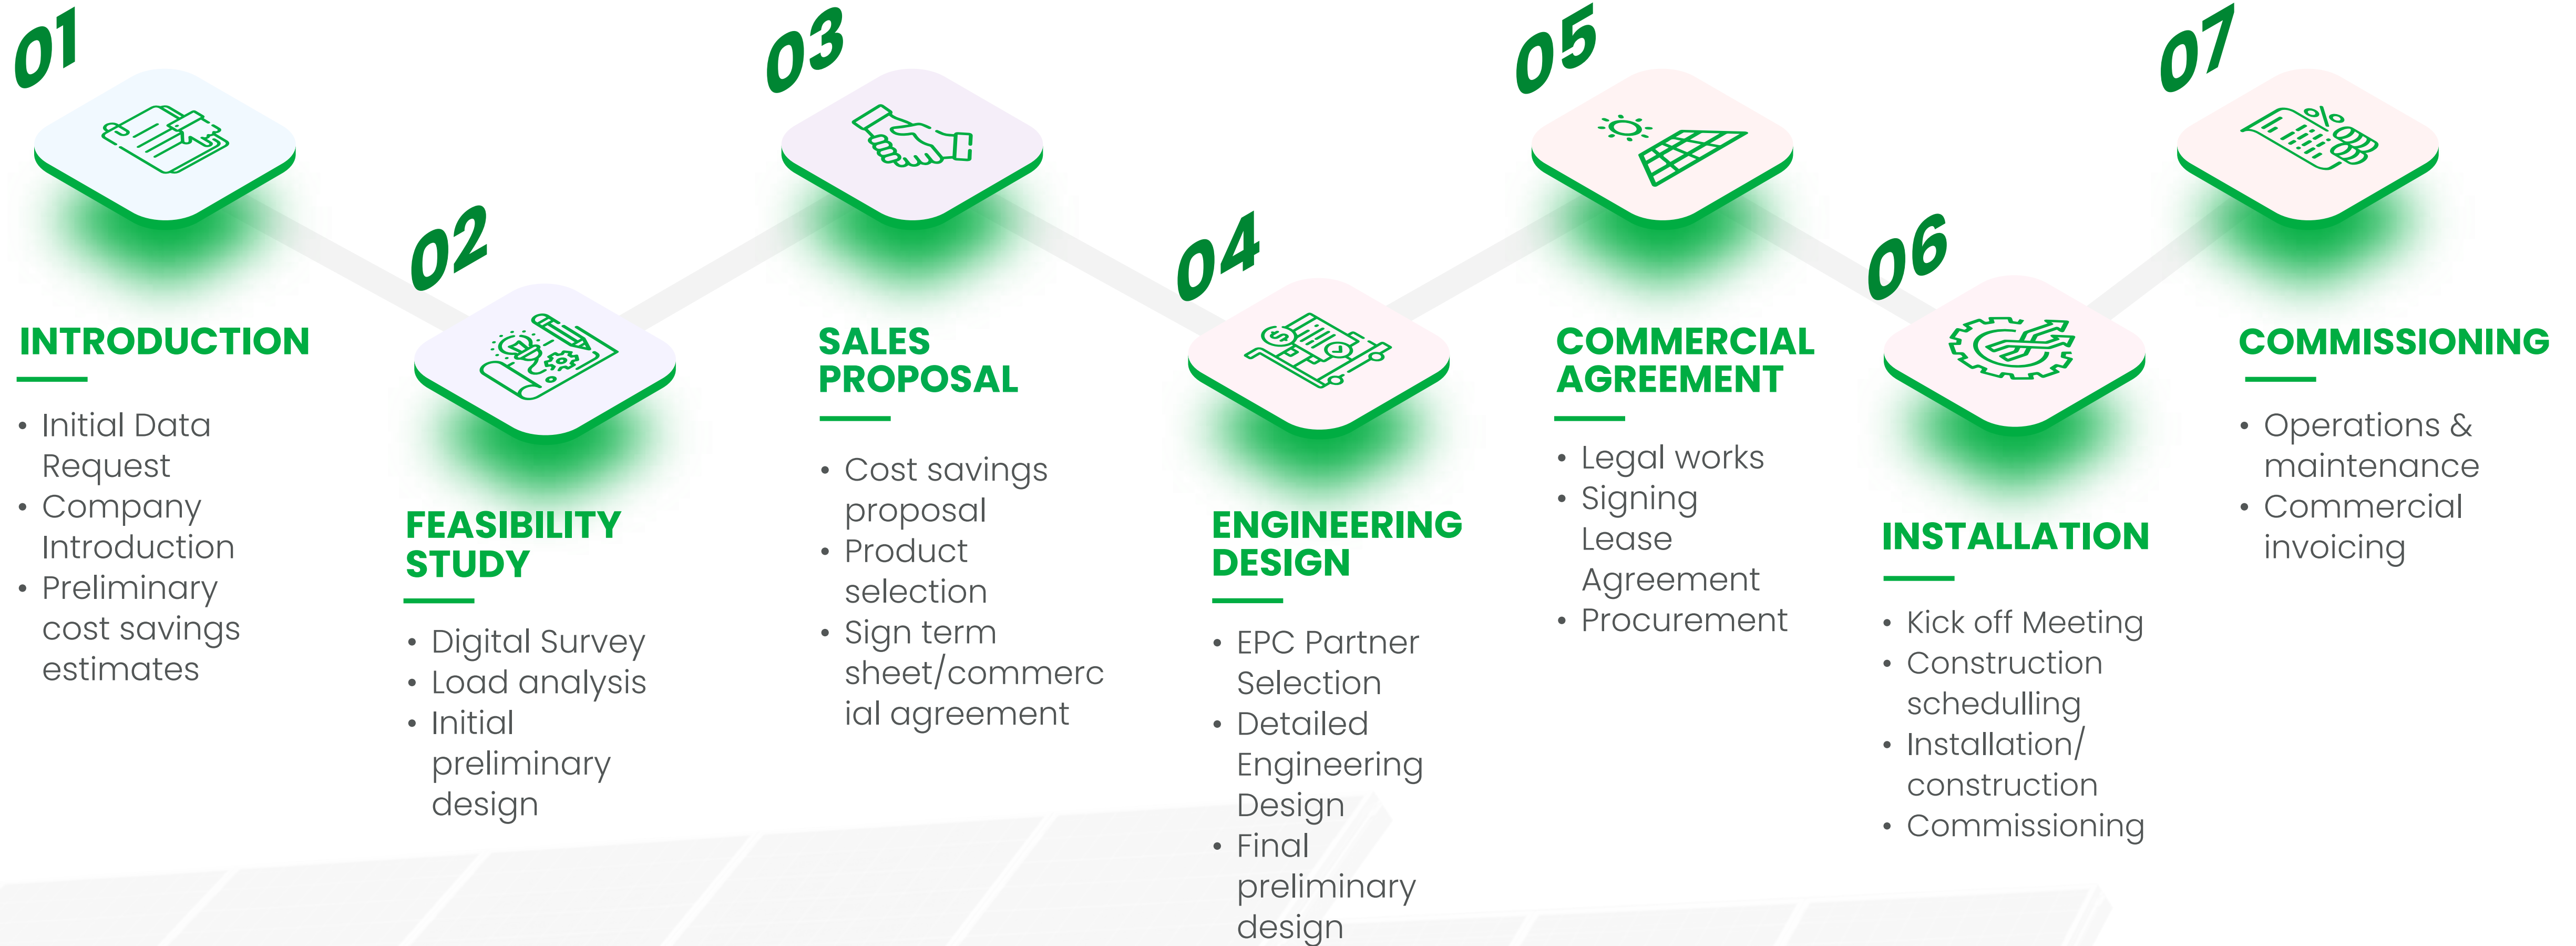 01
INTRODUCTION
• Initial Data
Request
• Company
Introduction
• Preliminary
cost savings
estimates
02
FEASIBILITY
STUDY
• Digital Survey
• Load analysis
• Initial
preliminary
design
03
SALES
PROPOSAL
• Cost savings
proposal
• Product
selection
• Sign term
sheet/commerc
ial agreement
04
ENGINEERING
DESIGN
• EPC Partner
Selection
• Detailed
Engineering
Design
• Final
preliminary
design
05
COMMERCIAL
AGREEMENT
• Legal works
• Signing
Lease
Agreement
• Procurement
06
INSTALLATION
• Kick off Meeting
• Construction
schedulling
• Installation/
construction
• Commissioning
07
%
COMMISSIONING
• Operations &
maintenance
• Commercial
invoicing